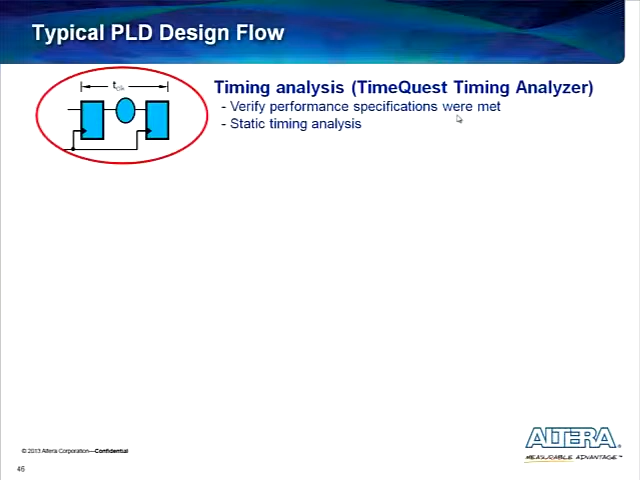 Typical PLD Design Flow
t
Timing analysis (TimeQuest Timing Analyzer)
- Verify performance specifications were met
- Static timing analysis
© 2013 Altera Corporation—Confidential
ALTERA®
MEASURABLE ADVANTAGE™
46